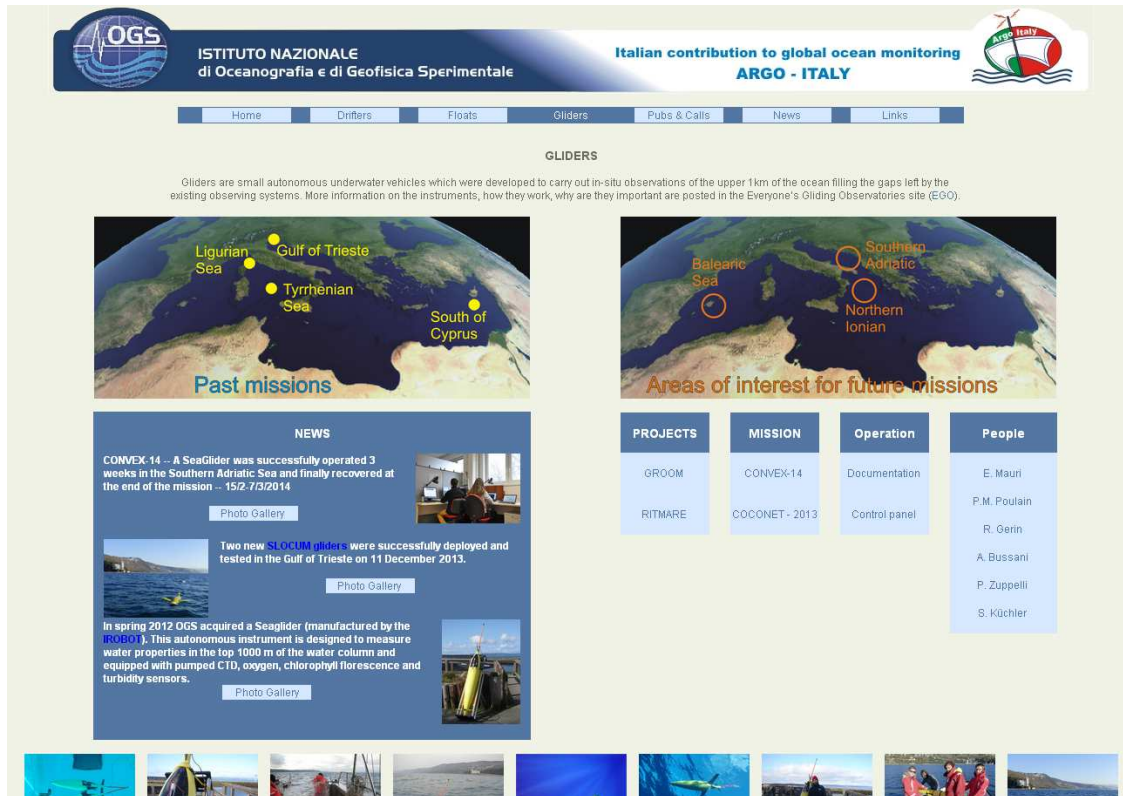 OGS
ISTITUTO NAZIONALE
di Oceanografia e di Geofisica Sperimentale
Italian contribution to global ocean monitoring
ARGO - ITALY
Argo Italy
Home
Drifters
Floats
Gliders
Pubs & Calls
News
Links
GLIDERS
Gliders are small autonomous underwater vehicles which were developed to carry out in-situ observations of the upper 1km of the ocean filling the gaps left by the
existing observing systems. More information on the instruments, how they work, why are they important are posted in the Everyone's Gliding Observatories site (EGO).
Ligurian
Sea
Gulf of Trieste
Tyrrhenian
Sea
South of
Cyprus
Past missions
Balearic
Sea
Southern
Adriatic
Northern
Ionian
Areas of interest for future missions
NEWS
CONVEX-14 -- A SeaGlider was successfully operated 3
weeks in the Southern Adriatic Sea and finally recovered at
the end of the mission -- 15/2-7/3/2014
Photo Gallery
Two new SLOCUM gliders were successfully deployed and
tested in the Gulf of Trieste on 11 December 2013.
Photo Gallery
In spring 2012 OGS acquired a Seaglider (manufactured by the
IROBOT). This autonomous instrument is designed to measure
water properties in the top 1000 m of the water column and
equipped with pumped CTD, oxygen, chlorophyll florescence and
turbidity sensors.
Photo Gallery
PROJECTS
GROOM
RITMARE
MISSION
CONVEX-14
COCONET - 2013
Operation
Documentation
Control panel
People
E. Mauri
P.M. Poulain
R. Gerin
A. Bussani
P. Zuppelli
S. Küchler